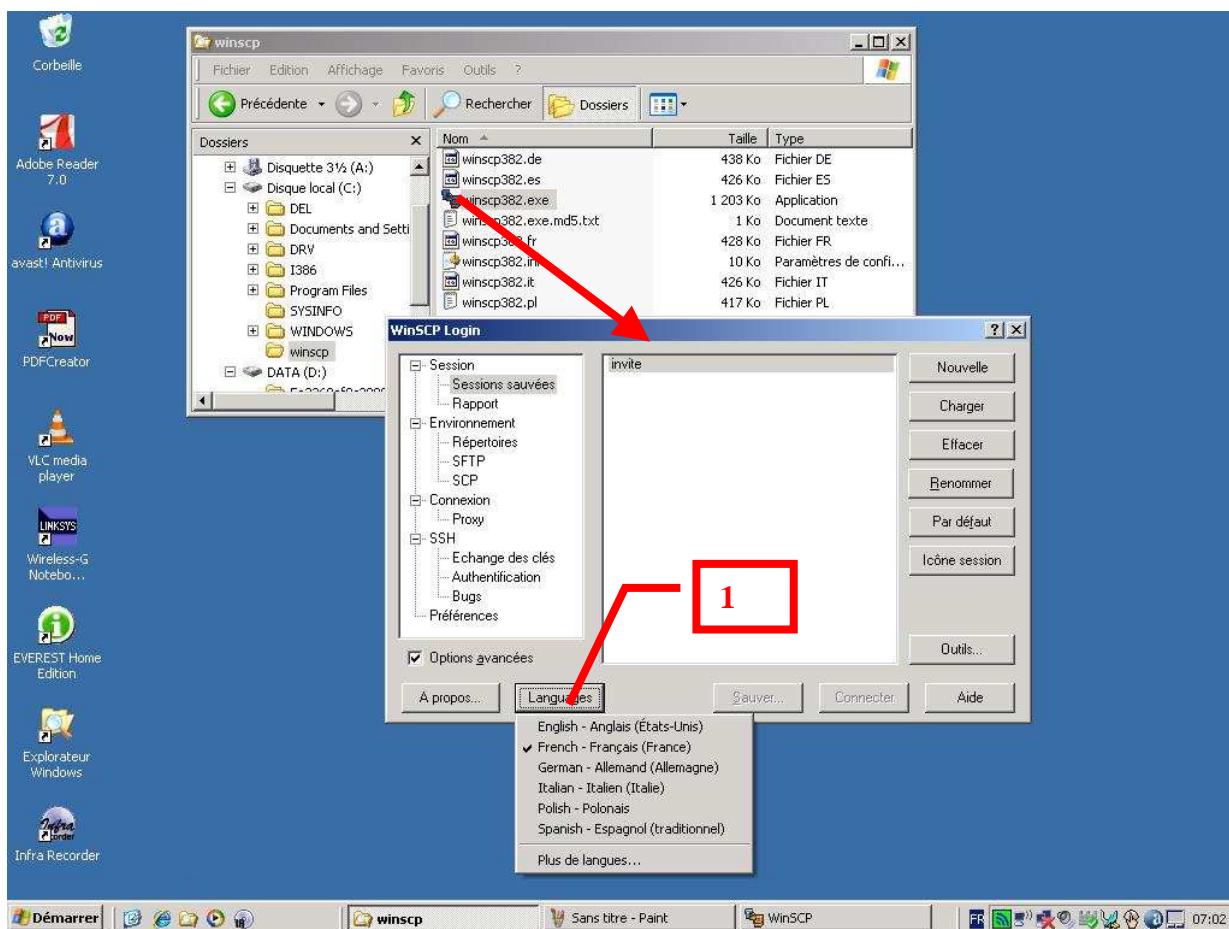 Corbeille
Adobe Reader
7.0
avast! Antivirus
PDF
Now
PDFCreator
VLC media
player
LINKSYS
Wireless-G
Notebo...
EVEREST Home
Edition
Explorateur
Windows
Infra
Infra Recorder
winscp
Fichier Edition Affichage Favoris Outils ?
Précédente Rechercher Dossiers
Dossiers
Disquette 3½ (A:)
Disque local (C:)
DEL
Documents and Setti
DRV
I386
Program Files
SYSINFO
WINDOWS
winscp
DATA (D:)
Nom Taille Type
winscp382.de 438 Ko Fichier DE
winscp382.es 426 Ko Fichier ES
winscp382.exe 1 203 Ko Application
winscp382.exe.md5.txt 1 Ko Document texte
winscp382.fr 428 Ko Fichier FR
winscp382.ini 10 Ko Paramètres de confi...
winscp382.it 426 Ko Fichier IT
winscp382.pl 417 Ko Fichier PL
WinSCP Login
Session
Sessions sauvées
Rapport
Environnement
Répertoires
SFTP
SCP
Connexion
Proxy
SSH
Echange des clés
Authentification
Bugs
Préférences
Options avancées
invite
Nouvelle
Charger
Effacer
Renommer
Par défaut
Icône session
Outils...
1
A propos... Languages Sauver... Connecter Aide
English - Anglais (États-Unis)
French - Français (France)
German - Allemand (Allemagne)
Italian - Italien (Italie)
Polish - Polonais
Spanish - Espagnol (traditionnel)
Plus de langues...
Démarrer winscp Sans titre - Paint WinSCP FR 07:02